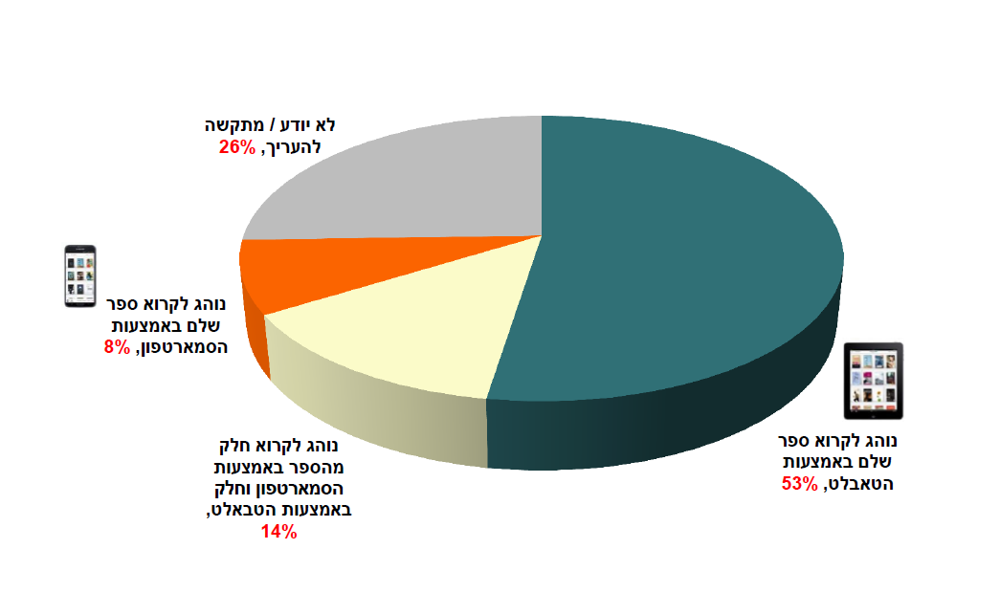 לא יודע / מתקשה
להעריך, 26%
נוהג לקרוא ספר
שלם באמצעות
הסמארטפון, 8%
נוהג לקרוא חלק
מהספר באמצעות
הסמארטפון וחלק
באמצעות הטבאלט,
14%
נוהג לקרוא ספר
שלם באמצעות
הטאבלט, 53%